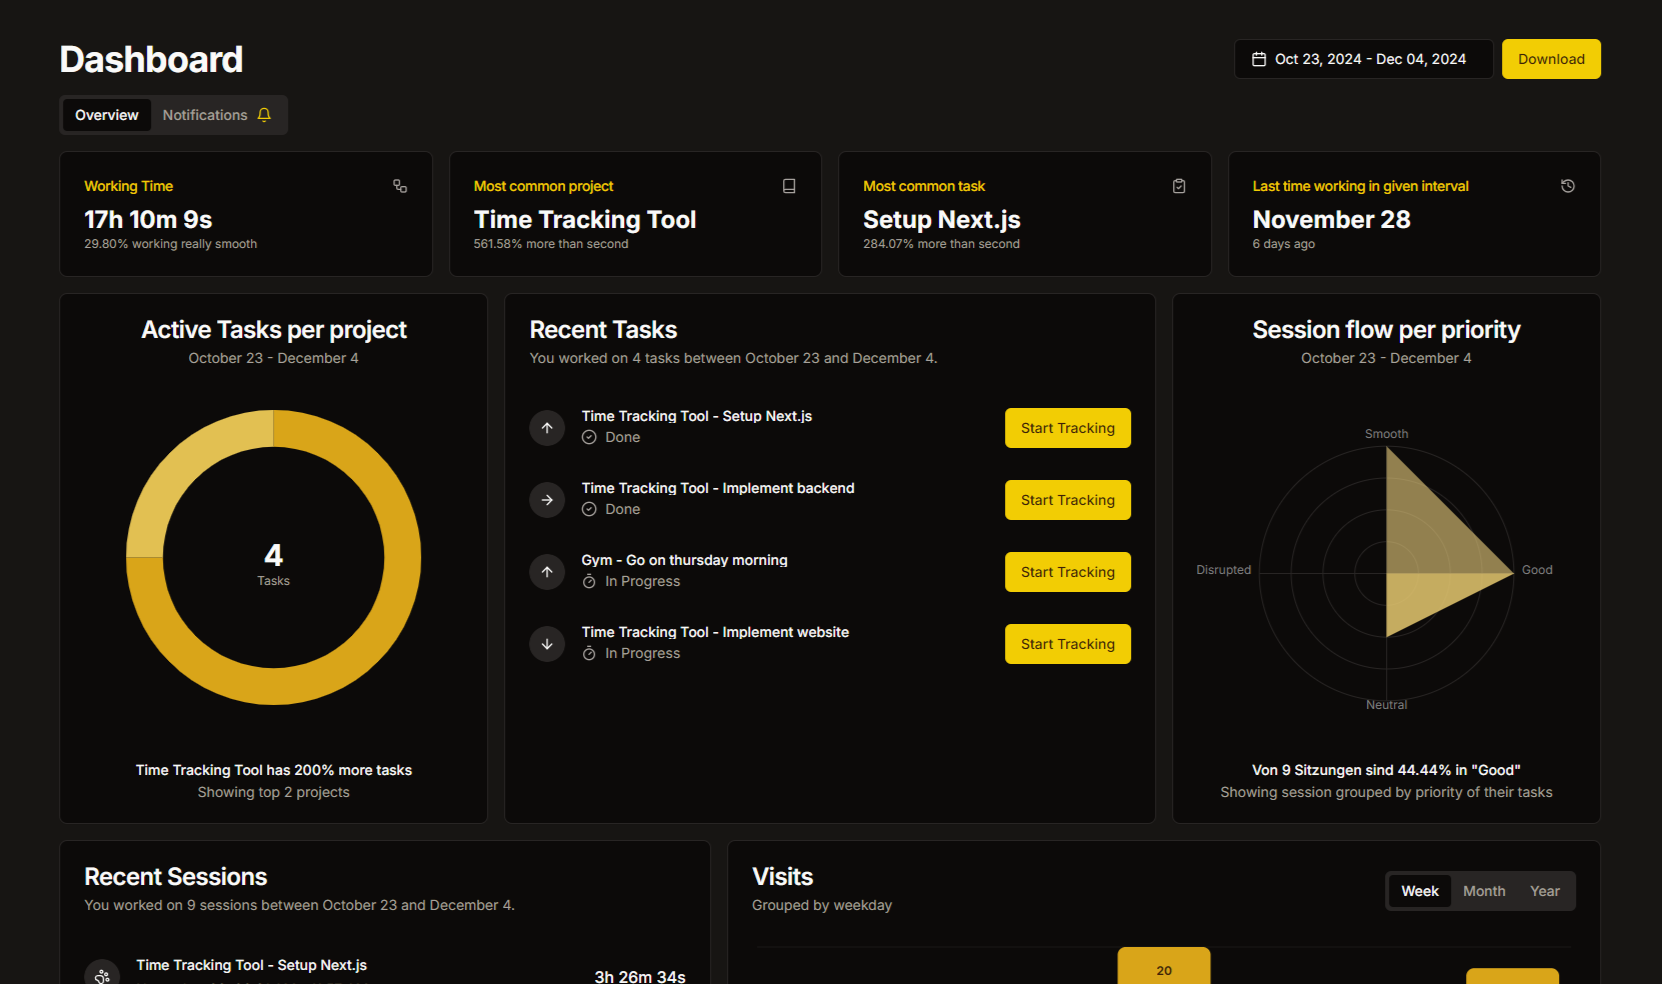 Dashboard
Oct 23, 2024 - Dec 04, 2024
Download
Overview
Notifications
Working Time
17h 10m 9s
29.80% working really smooth
Most common project
Time Tracking Tool
561.58% more than second
Most common task
Setup Next.js
284.07% more than second
Last time working in given interval
November 28
6 days ago
Active Tasks per project
October 23 - December 4
4
Tasks
Time Tracking Tool has 200% more tasks
Showing top 2 projects
Recent Tasks
You worked on 4 tasks between October 23 and December 4.
Time Tracking Tool - Setup Next.js
Done
Start Tracking
Time Tracking Tool - Implement backend
Done
Start Tracking
Gym - Go on thursday morning
In Progress
Start Tracking
Time Tracking Tool - Implement website
In Progress
Start Tracking
Session flow per priority
October 23 - December 4
Smooth
Disrupted
Good
Neutral
Von 9 Sitzungen sind 44.44% in "Good"
Showing session grouped by priority of their tasks
Recent Sessions
You worked on 9 sessions between October 23 and December 4.
Time Tracking Tool - Setup Next.js
3h 26m 34s
Visits
Grouped by weekday
Week
Month
Year
20